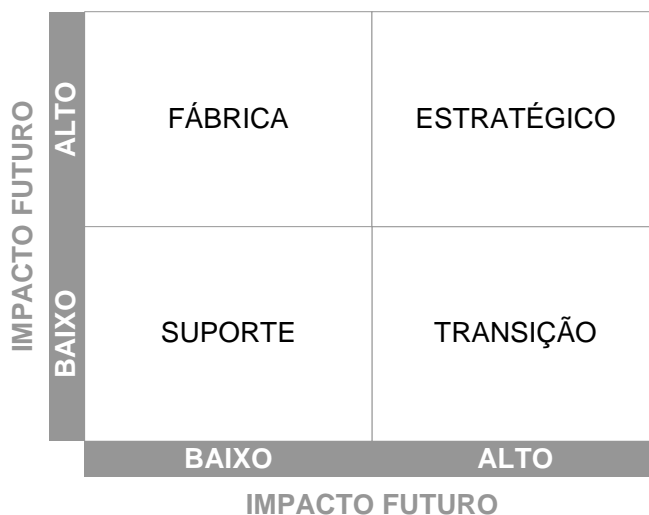 IMPACTO FUTURO
ALTO
FÁBRICA
ESTRATÉGICO
BAIXO
SUPORTE
TRANSIÇÃO
BAIXO
ALTO
IMPACTO FUTURO